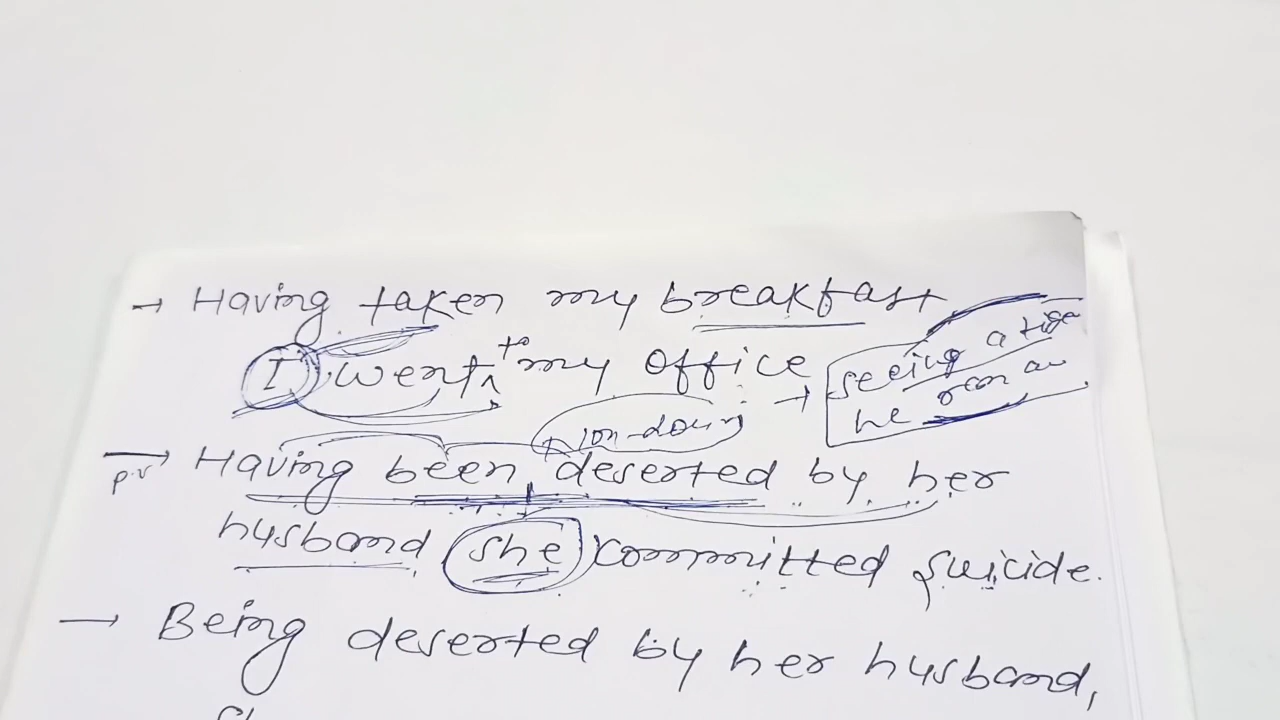 → Having taken my breakfast
I went to my office
→ seeing a
he ran
p.v → Having been deserted by her
husband she committed suicide.
→ Being deserted by her husband,